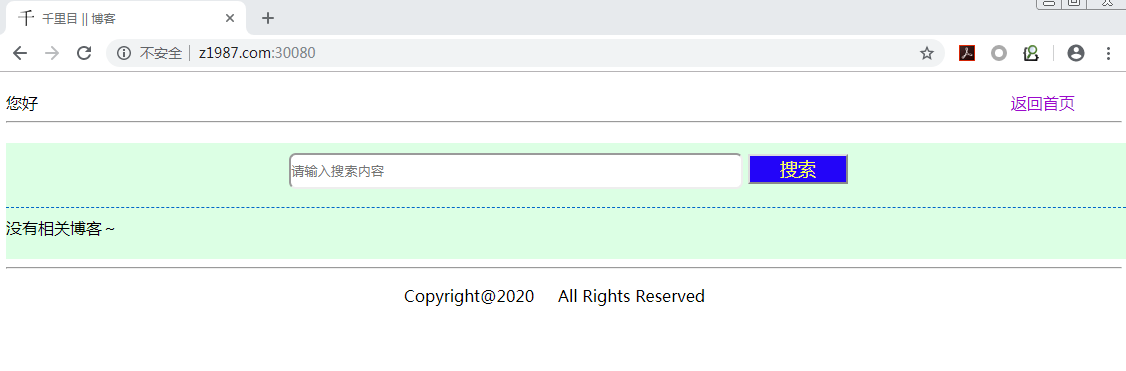 千 千里目 || 博客
不安全 | z1987.com:30080
您好 返回首页
请输入搜索内容 搜索
没有相关博客~
Copyright@2020 All Rights Reserved